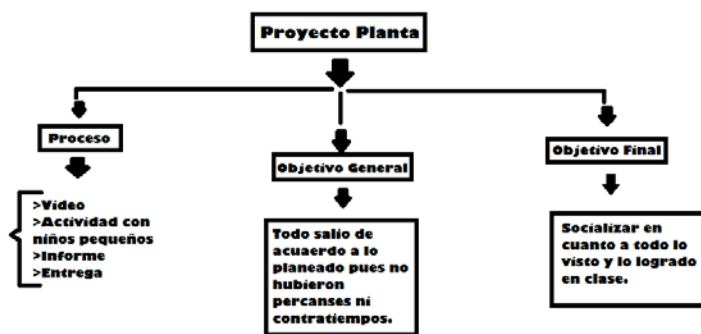 Proyecto Planta
Proceso
>Video
>Actividad con
niños pequeños
>Informe
>Entrega
Objetivo General
Todo salio de
acuaerdo a lo
planeado pues no
hubieron
percanses ni
contratiempos.
Objetivo Final
Socializar en
cuanto a todo lo
visto y lo logrado
en clase.